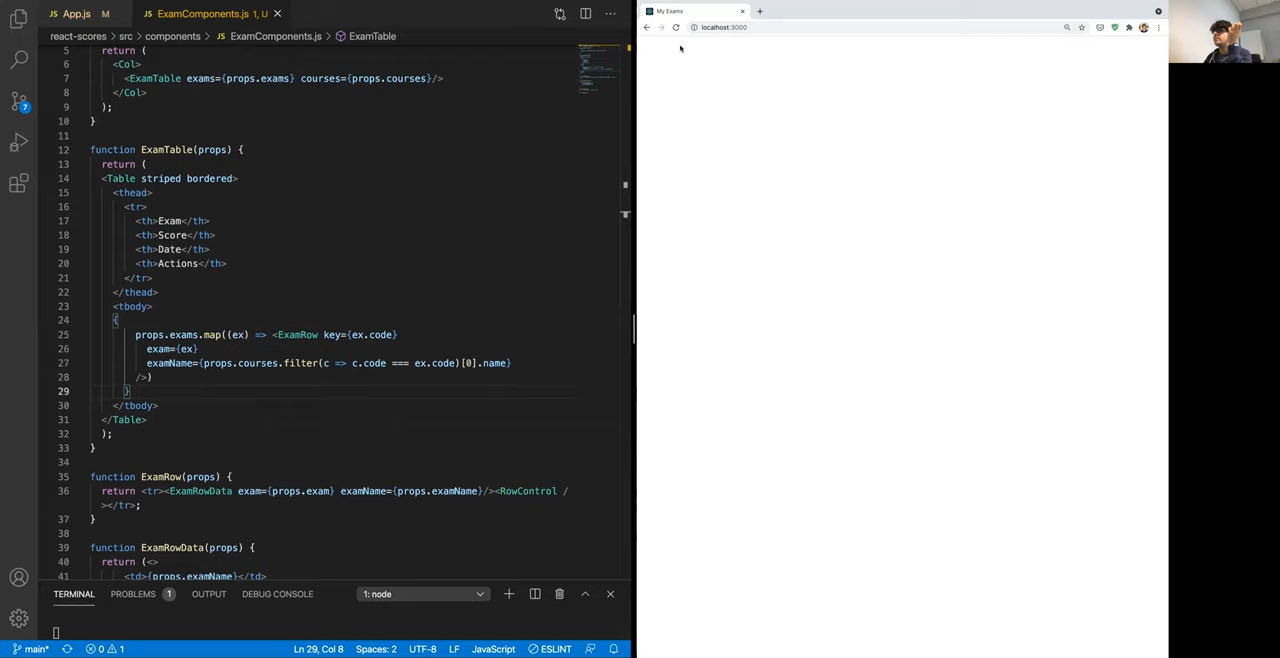 App.js M
ExamComponents.js 1, U
react-scores > src > components > ExamComponents.js > ExamTable
5 return (
6 <Col>
7 <ExamTable exams={props.exams} courses={props.courses}/>
8 </Col>
9 );
10 }
11
12 function ExamTable(props) {
13 return (
14 <Table striped bordered>
15 <thead>
16 <tr>
17 <th>Exam</th>
18 <th>Score</th>
19 <th>Date</th>
20 <th>Actions</th>
21 </tr>
22 </thead>
23 <tbody>
24 {
25 props.exams.map((ex) => <ExamRow key={ex.code}
26 exam={ex}
27 examName={props.courses.filter(c => c.code === ex.code)[0].name}
28 />)
29 }
30 </tbody>
31 </Table>
32 );
33 }
34
35 function ExamRow(props) {
36 return <tr><ExamRowData exam={props.exam} examName={props.examName}/><RowControl /
></tr>;
37 }
38
39 function ExamRowData(props) {
40 return (<>
41 <td>{props.examName}</td>
7
TERMINAL PROBLEMS 1 OUTPUT DEBUG CONSOLE 1: node
main* 0 1 Ln 29, Col 8 Spaces: 2 UTF-8 LF JavaScript ESLINT
My Exams
localhost:3000